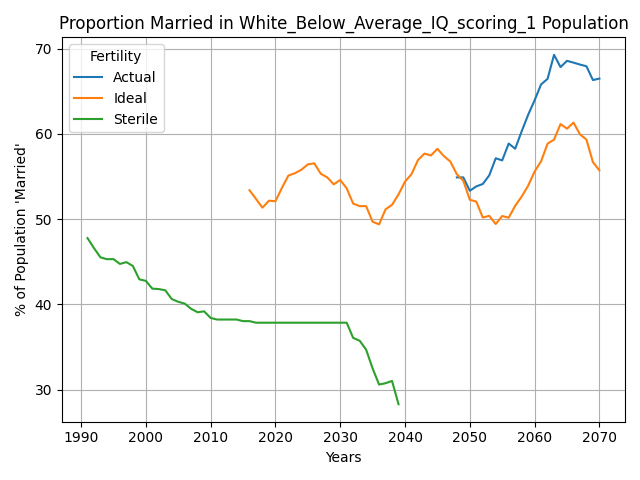 Proportion Married in White_Below_Average_IQ_scoring_1 Population
% of Population 'Married'
Fertility
Actual
Ideal
Sterile
70
60
50
40
30
1990 2000 2010 2020 2030 2040 2050 2060 2070
Years